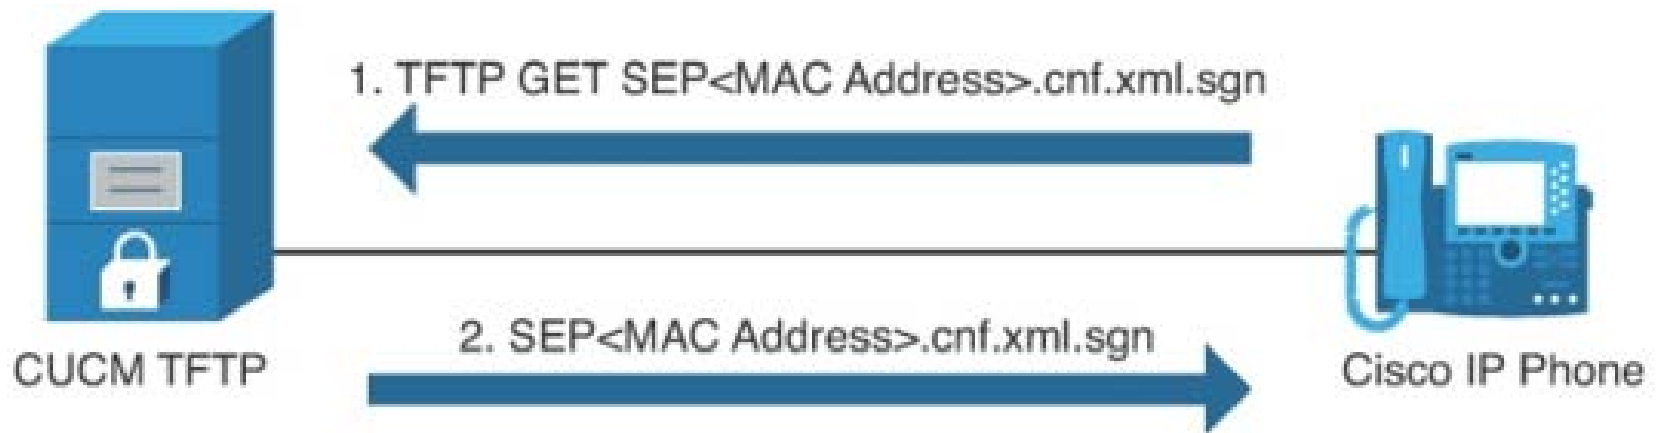 1. TFTP GET SEP<MAC Address>.cnf.xml.sgn
2. SEP<MAC Address>.cnf.xml.sgn
CUCM TFTP
Cisco IP Phone